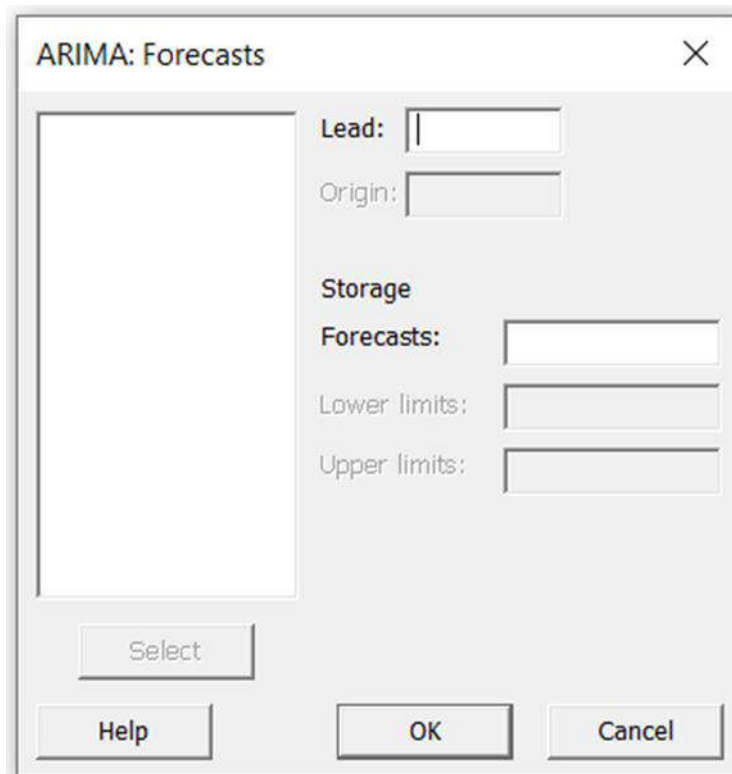 ARIMA: Forecasts
Lead:
Origin:
Storage
Forecasts:
Lower limits:
Upper limits:
Select
Help
OK
Cancel